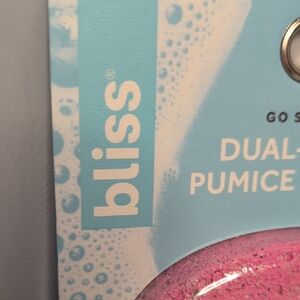 bliss®
GO S
DUAL-
PUMICE